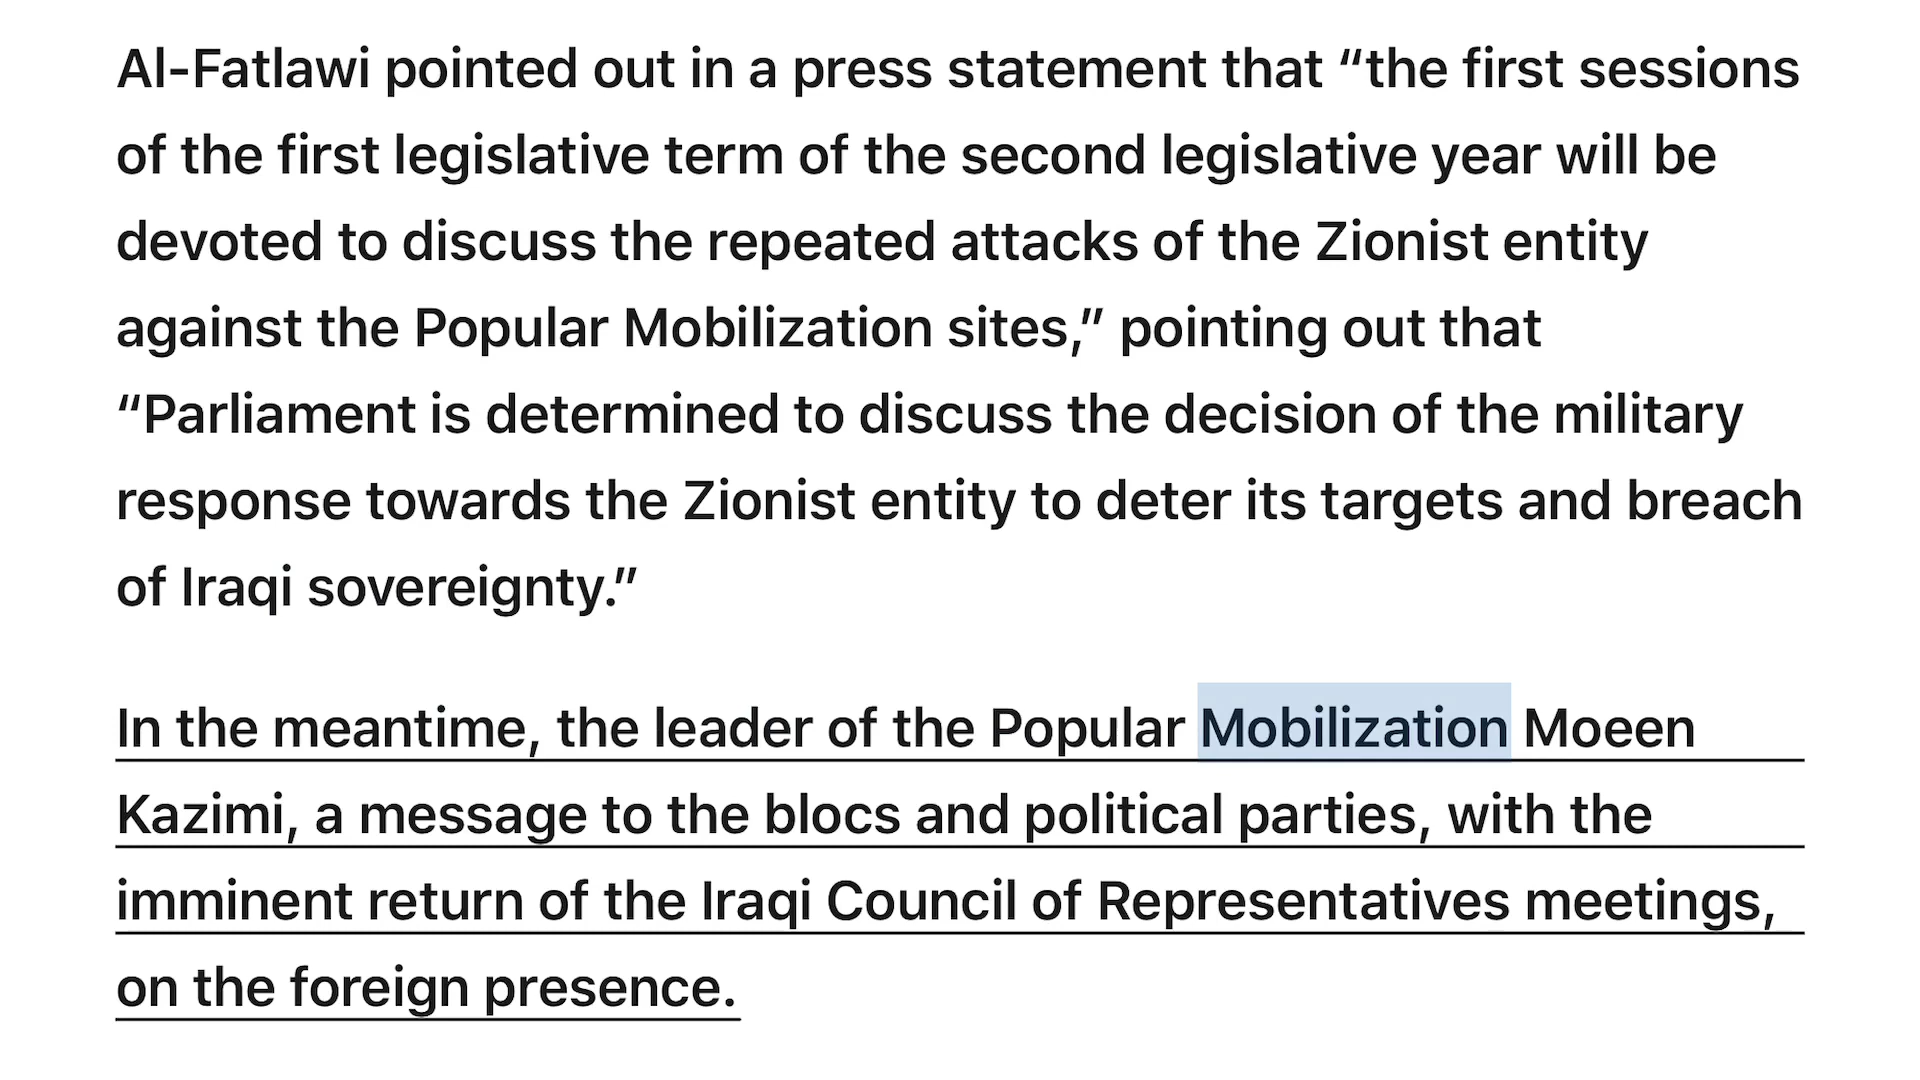 Al-Fatlawi pointed out in a press statement that “the first sessions
of the first legislative term of the second legislative year will be
devoted to discuss the repeated attacks of the Zionist entity
against the Popular Mobilization sites,” pointing out that
“Parliament is determined to discuss the decision of the military
response towards the Zionist entity to deter its targets and breach
of Iraqi sovereignty.”
In the meantime, the leader of the Popular Mobilization Moeen
Kazimi, a message to the blocs and political parties, with the
imminent return of the Iraqi Council of Representatives meetings,
on the foreign presence.